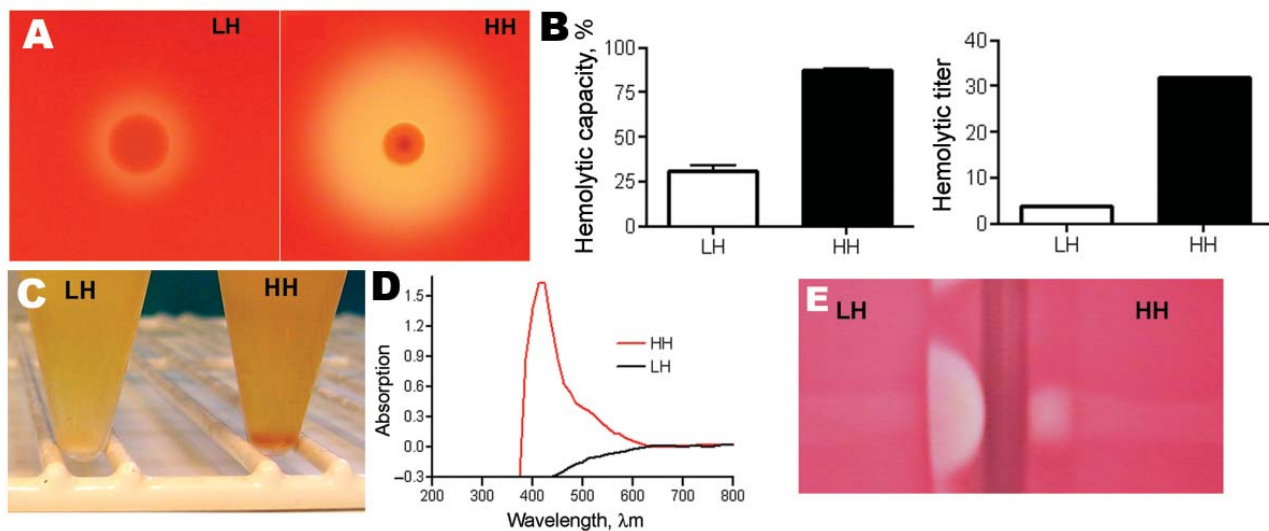 A
LH
HH
B
Hemolytic capacity, %
100
75
50
25
0
LH
HH
Hemolytic titer
40
30
20
10
0
LH
HH
C
LH
HH
D
Absorption
1.5
1.2
0.9
0.6
0.3
0.0
–0.3
200 300 400 500 600 700 800
Wavelength, λm
HH
LH
E
LH
HH